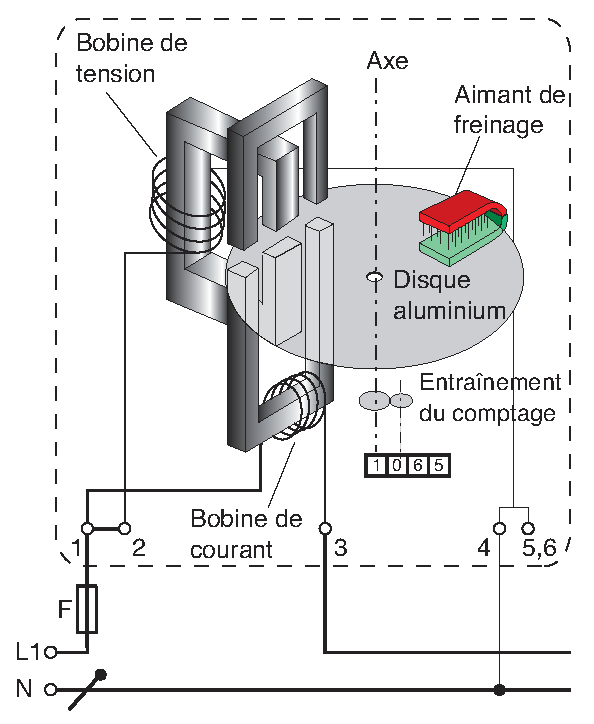 Bobine de
tension
Axe
Aimant de
freinage
Disque
aluminium
Entraînement
du comptage
1 0 6 5
Bobine de
courant
1
2
3
4
5,6
F
L1
N